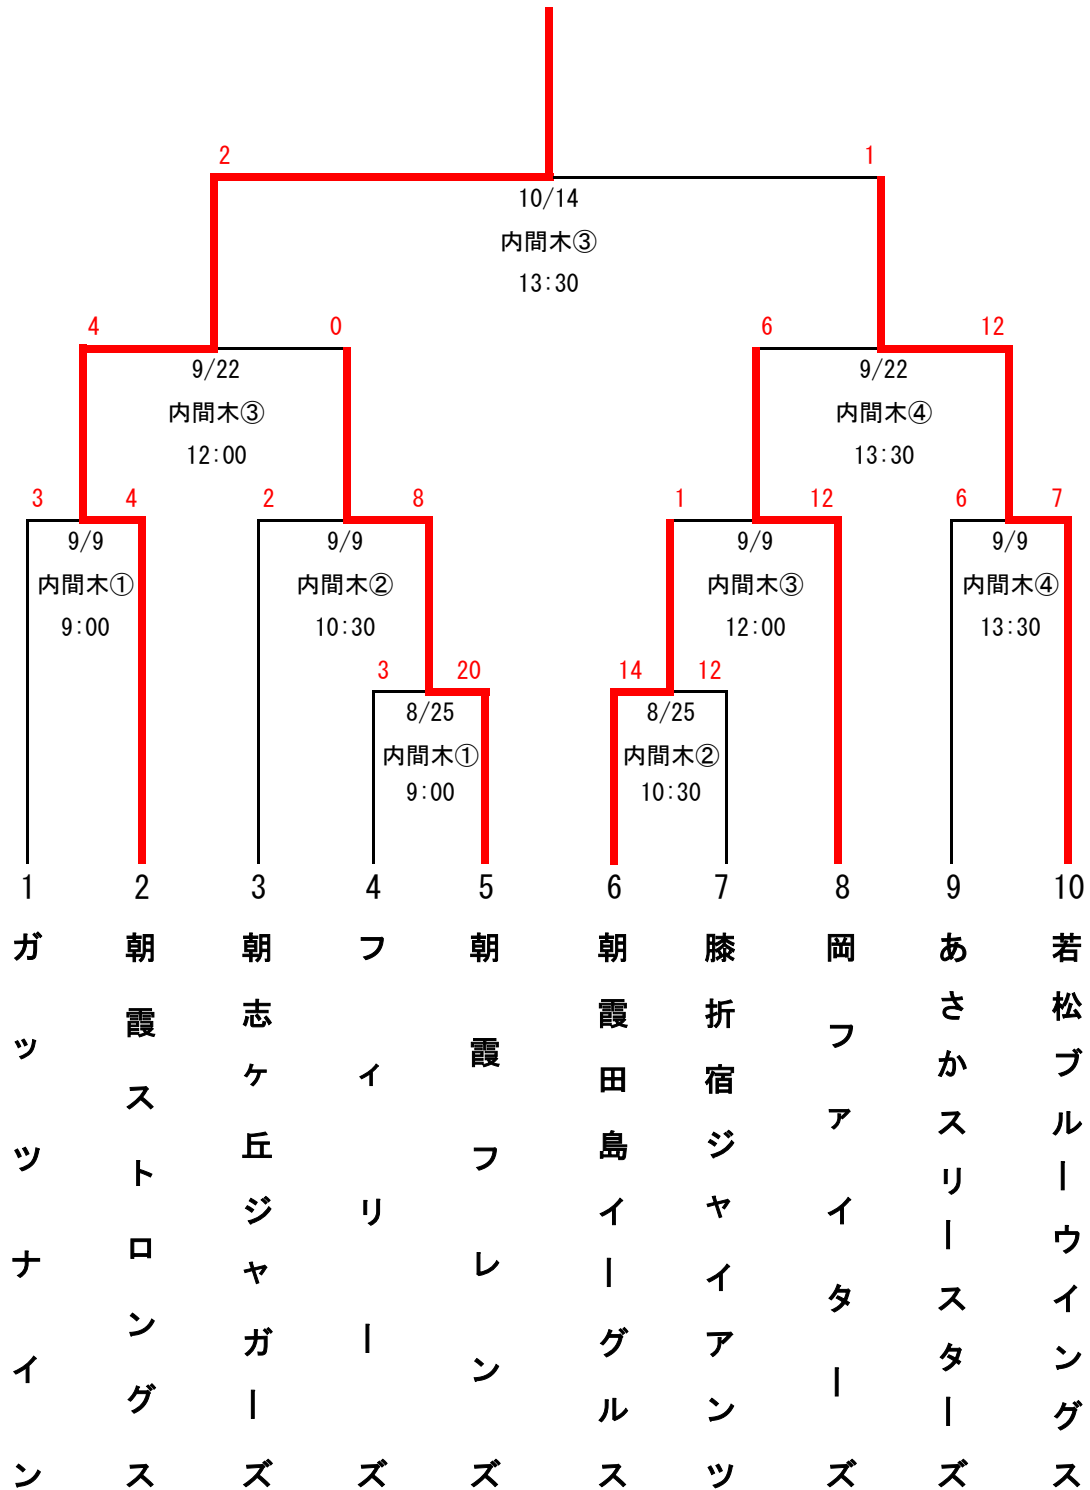 2 1
10/14
内間木③
13:30
4 0 6 12
9/22 9/22
内間木③ 内間木④
12:00 13:30
3 4 2 8 1 12 6 7
9/9 9/9 9/9 9/9
内間木① 内間木② 内間木③ 内間木④
9:00 10:30 12:00 13:30
3 20 14 12
8/25 8/25
内間木① 内間木②
9:00 10:30
1 2 3 4 5 6 7 8 9 10
ガッツナイン
朝霞ストロングス
朝志ヶ丘ジャガーズ
フィリーズ
朝霞フレンズ
朝霞田島イーグルス
膝折宿ジャイアンツ
岡ファイターズ
あさかスリースターズ
若松ブルーウイングス